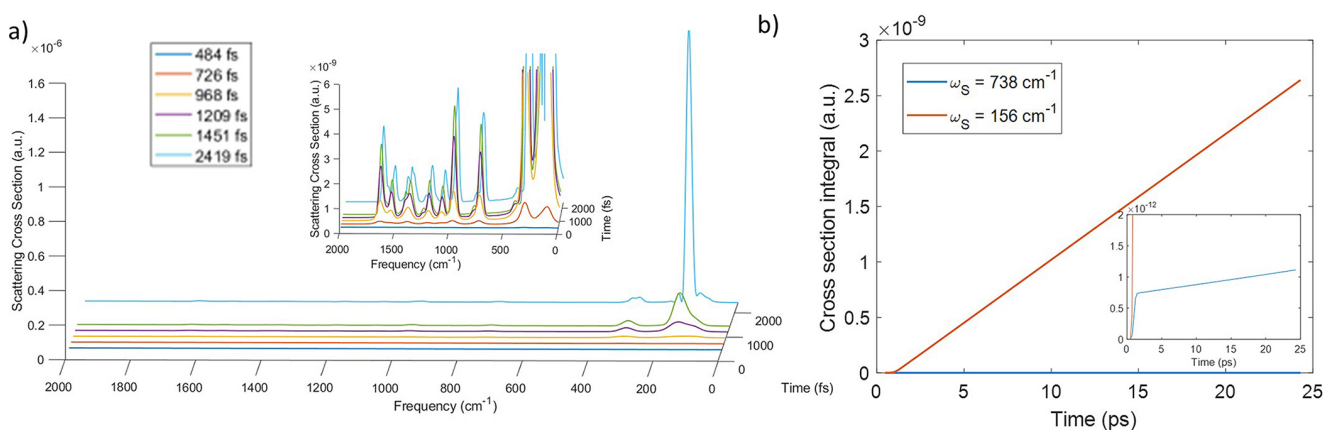 a)
×10⁻⁶
484 fs
726 fs
968 fs
1209 fs
1451 fs
2419 fs
Scattering Cross Section (a.u.)
1.6
1.4
1.2
1
0.8
0.6
0.4
0.2
0
2000 1800 1600 1400 1200 1000 800 600 400 200 0
Frequency (cm⁻¹)
0
1000
2000
Time (fs)
×10⁻⁹
Scattering Cross Section (a.u.)
6
5
4
3
2
1
0
2000 1500 1000 500 0
Frequency (cm⁻¹)
0
1000
2000
Time (fs)
b)
×10⁻⁹
Cross section integral (a.u.)
3
2.5
2
1.5
1
0.5
0
0 5 10 15 20 25
Time (ps)
ωS = 738 cm⁻¹
ωS = 156 cm⁻¹
×10⁻¹²
2
1.5
1
0.5
0
0 5 10 15 20 25
Time (ps)